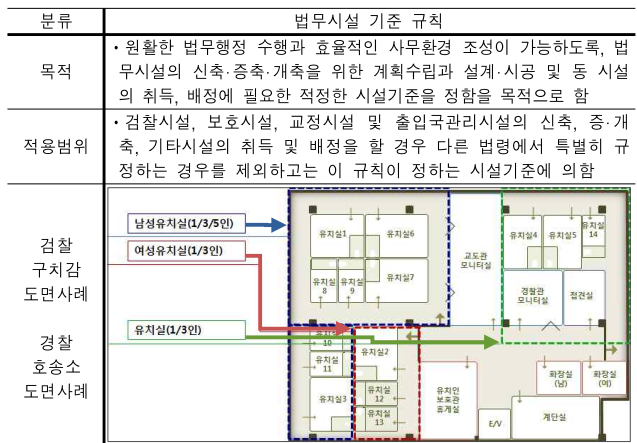 분류 법무시설 기준 규칙
목적
· 원활한 법무행정 수행과 효율적인 사무환경 조성이 가능하도록, 법
무시설의 신축·증축·개축을 위한 계획수립과 설계·시공 및 동 시설
의 취득, 배정에 필요한 적정한 시설기준을 정함을 목적으로 함
적용범위
· 검찰시설, 보호시설, 교정시설 및 출입국관리시설의 신축, 증·개
축, 기타시설의 취득 및 배정을 할 경우 다른 법령에서 특별히 규
정하는 경우를 제외하고는 이 규칙이 정하는 시설기준에 의함
검찰
구치감
도면사례
경찰
호송소
도면사례
남성유치실(1/3/5인)
여성유치실(1/3인)
유치실(1/3인)
유치실1
유치실6
유치실
8
유치실
9
유치실7
교도관
모니터실
유치실4
유치실5
유치실
14
경찰관
모니터실
접견실
유치실
10
유치실
11
유치실3
유치실2
유치실
12
유치실
13
유치인
보호관
휴게실
E/V
계단실
화장실
(남)
화장실
(여)